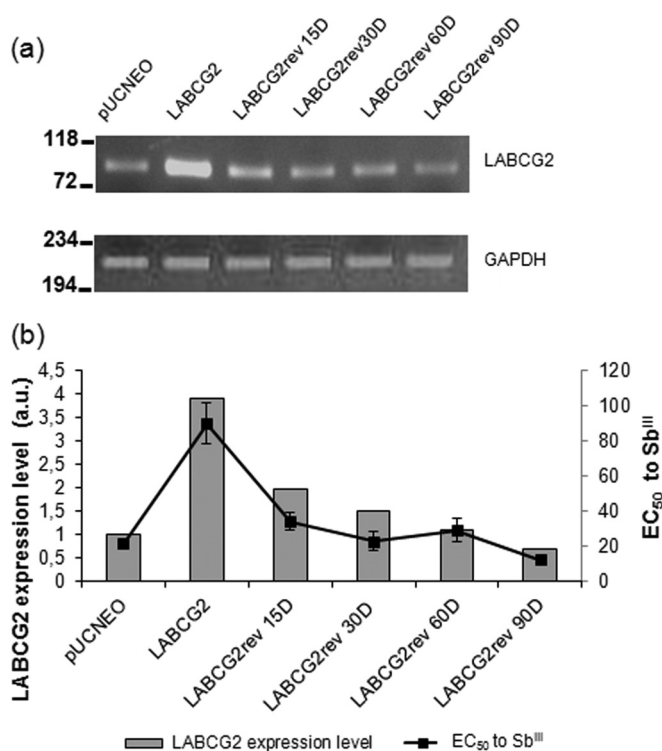 (a)
pUCNEO
LABCG2
LABCG2rev 15D
LABCG2rev30D
LABCG2rev 60D
LABCG2rev 90D
118
72
LABCG2
234
194
GAPDH
(b)
LABCG2 expression level (a.u.)
4,5
4
3,5
3
2,5
2
1,5
1
0,5
0
120
100
80
60
40
20
0
EC50 to SbIII
pUCNEO
LABCG2
LABCG2rev 15D
LABCG2rev 30D
LABCG2rev 60D
LABCG2rev 90D
LABCG2 expression level
EC50 to SbIII